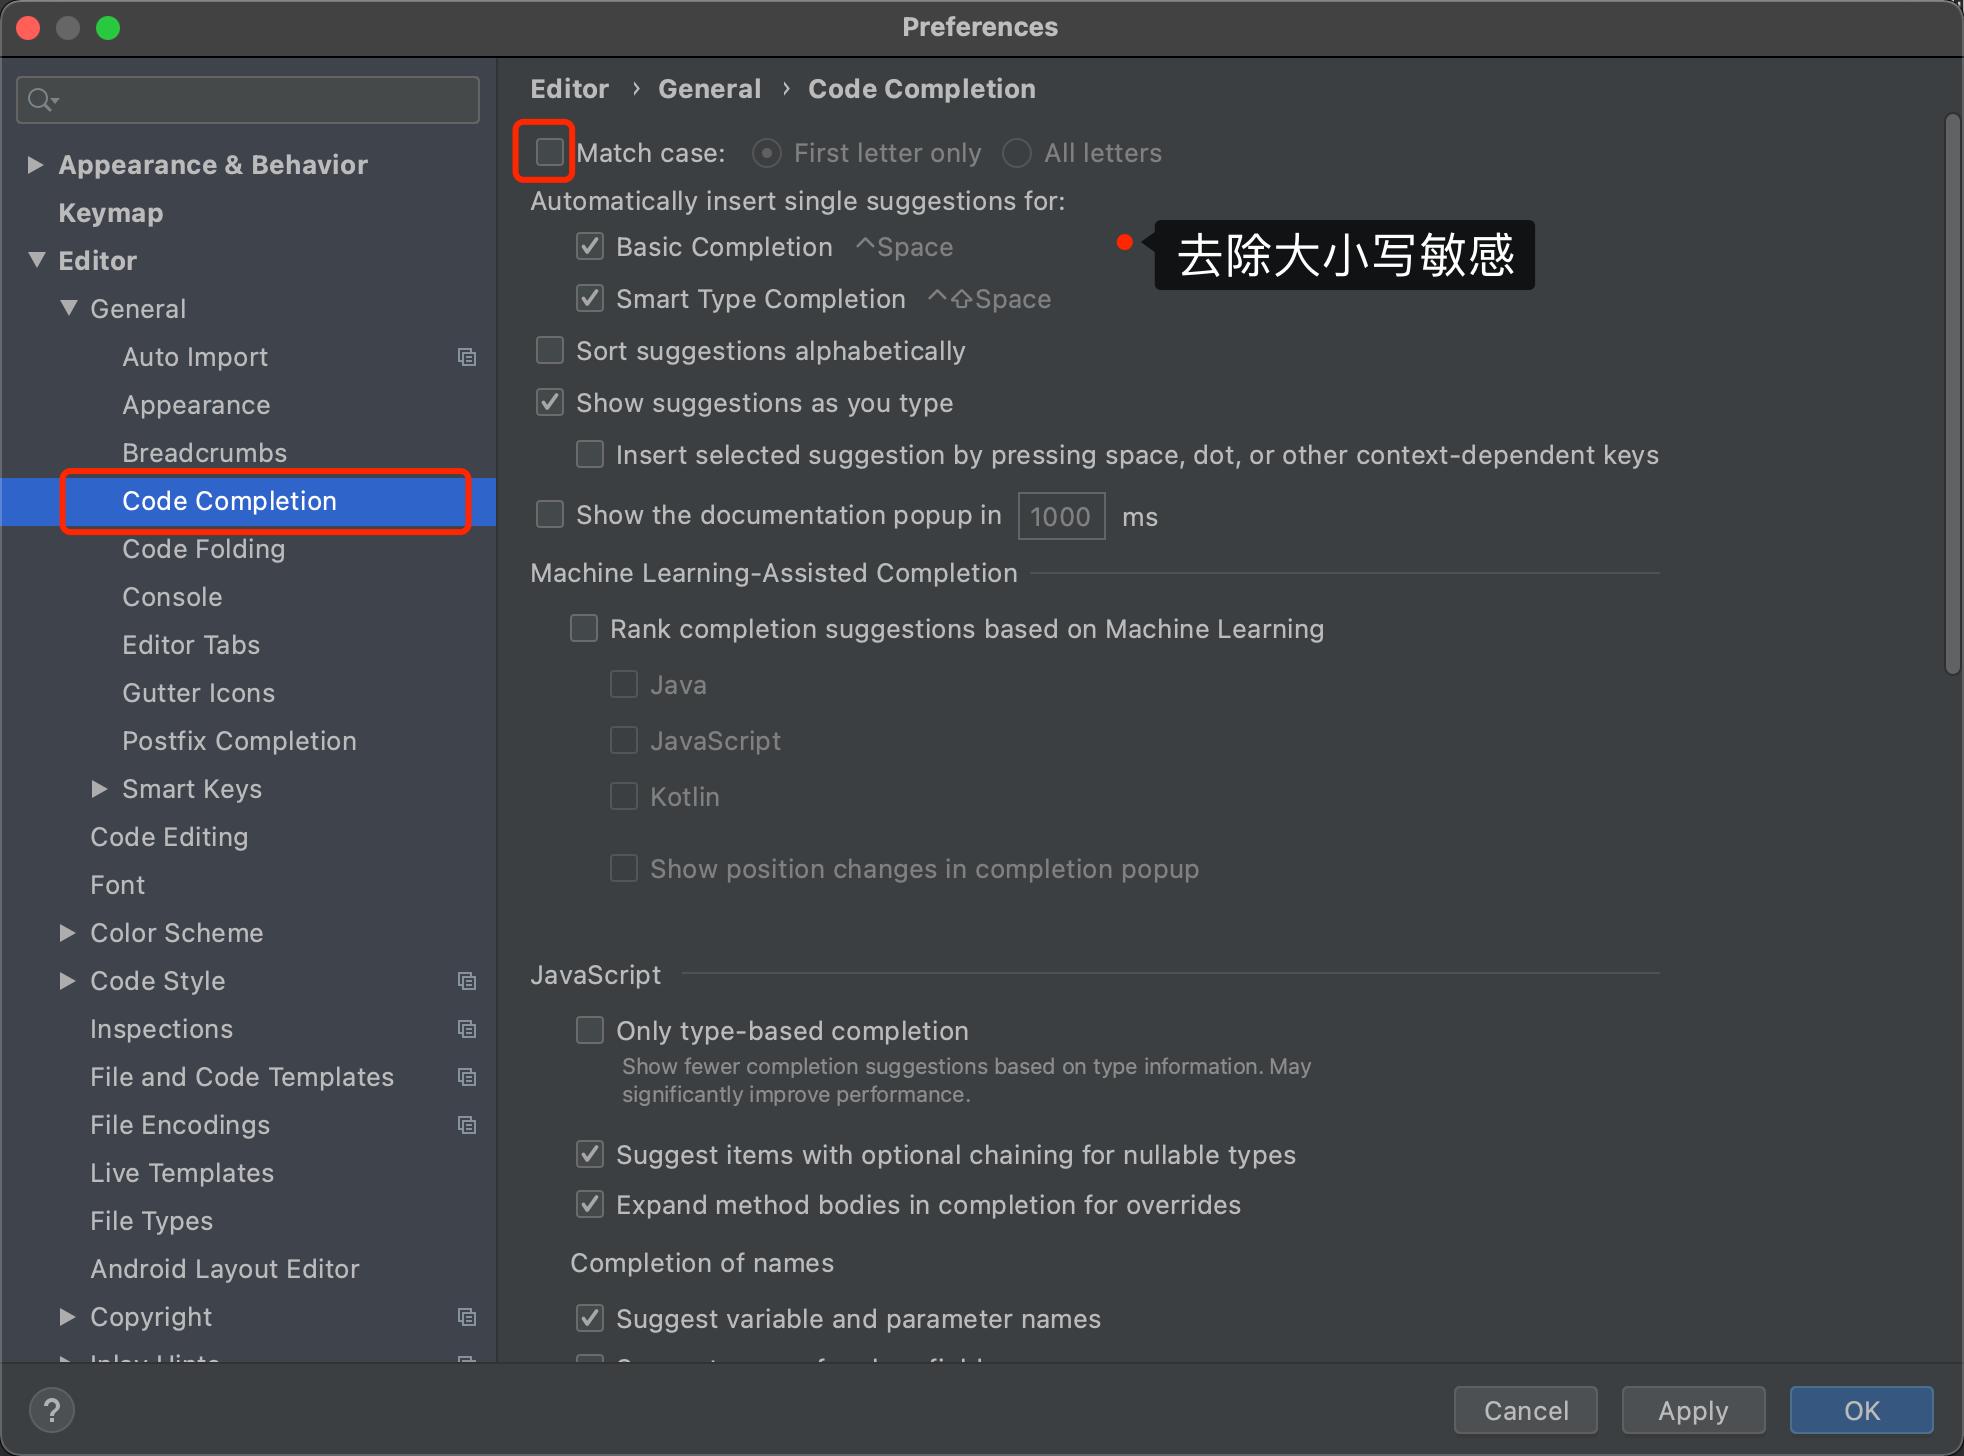 Preferences
Appearance & Behavior
Keymap
Editor
General
Auto Import
Appearance
Breadcrumbs
Code Completion
Code Folding
Console
Editor Tabs
Gutter Icons
Postfix Completion
Smart Keys
Code Editing
Font
Color Scheme
Code Style
Inspections
File and Code Templates
File Encodings
Live Templates
File Types
Android Layout Editor
Copyright
Inlay Hints
Editor › General › Code Completion
Match case: First letter only All letters
Automatically insert single suggestions for:
Basic Completion ^Space
去除大小写敏感
Smart Type Completion ^⇧Space
Sort suggestions alphabetically
Show suggestions as you type
Insert selected suggestion by pressing space, dot, or other context-dependent keys
Show the documentation popup in 1000 ms
Machine Learning-Assisted Completion
Rank completion suggestions based on Machine Learning
Java
JavaScript
Kotlin
Show position changes in completion popup
JavaScript
Only type-based completion
Show fewer completion suggestions based on type information. May
significantly improve performance.
Suggest items with optional chaining for nullable types
Expand method bodies in completion for overrides
Completion of names
Suggest variable and parameter names
?
Cancel Apply OK